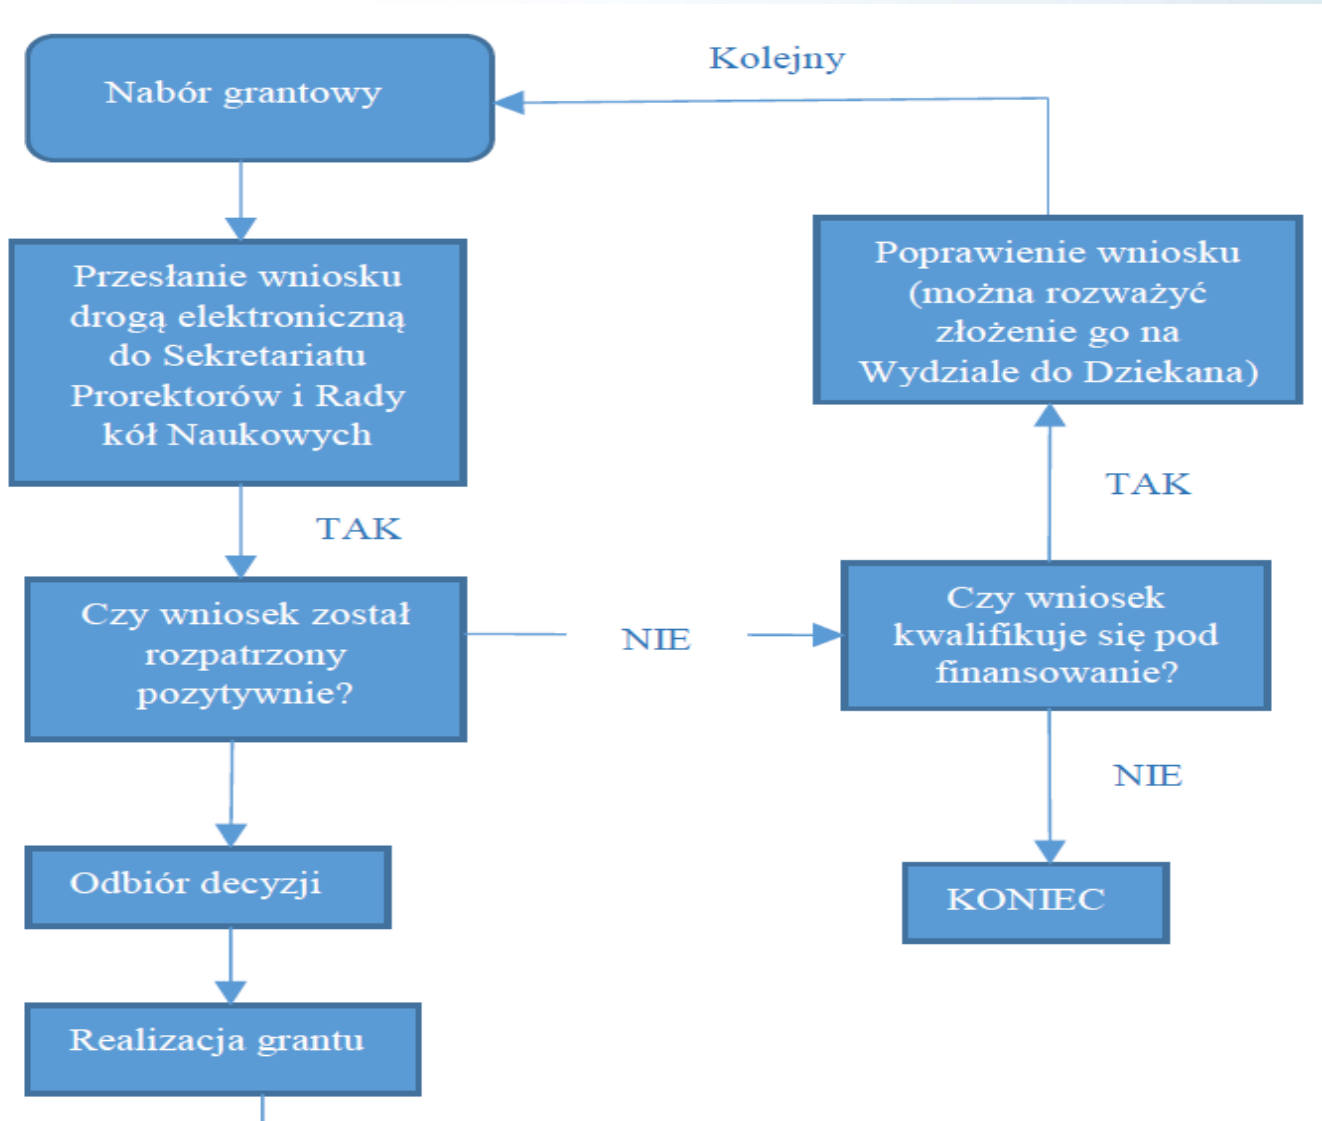 Nabór grantowy
Kolejny
Przesłanie wniosku
drogą elektroniczną
do Sekretariatu
Prorektorów i Rady
kół Naukowych
Poprawienie wniosku
(można rozważyć
złożenie go na
Wydziale do Dziekana)
TAK
TAK
Czy wniosek został
rozpatrzony
pozytywnie?
NIE
Czy wniosek
kwalifikuje się pod
finansowanie?
NIE
Odbiór decyzji
KONIEC
Realizacja grantu